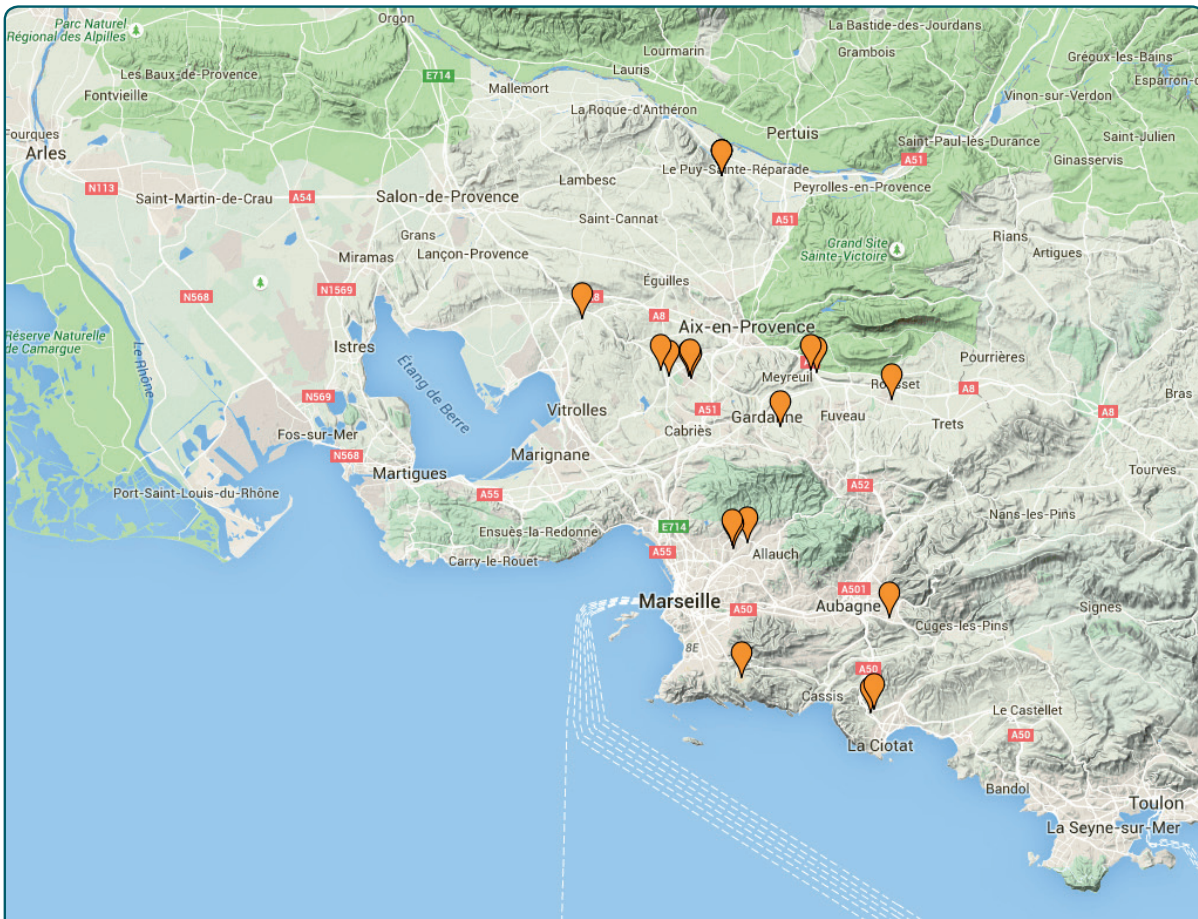 Orgon
La Bastide-des-Jourdans
Parc Naturel
Régional des Alpilles
Lourmarin
Grambois
Gréoux-les-Bains
Les Baux-de-Provence
E714
Lauris
Mallemort
Fontvieille
Vinon-sur-Verdon
La Roque-d'Anthéron
Fourques
Pertuis
Saint-Paul-lès-Durance
Saint-Julien
Arles
A51
Ginasservis
Le Puy-Sainte-Réparade
Lambesc
N113
Peyrolles-en-Provence
Saint-Martin-de-Crau
A54
Salon-de-Provence
Saint-Cannat
A51
Grans
Rians
Grand Site
Sainte-Victoire
Artigues
Lançon-Provence
Miramas
Éguilles
N568
N1569
A8
A8
Aix-en-Provence
Réserve Naturelle
de Camargue
Le Rhône
Istres
Étang de Berre
Pourrières
Meyreuil
A8
Bras
N569
Vitrolles
A51
Gardanne
Fuveau
A8
Trets
Fos-sur-Mer
Cabriès
N568
Marignane
Martigues
Tourves
A52
Port-Saint-Louis-du-Rhône
A55
Nans-les-Pins
Ensuès-la-Redonne
E714
A55
Allauch
Carry-le-Rouet
A501
Marseille
A50
Aubagne
Signes
Cuges-les-Pins
8E
A50
Cassis
Le Castellet
A50
La Ciotat
Bandol
Toulon
La Seyne-sur-Mer